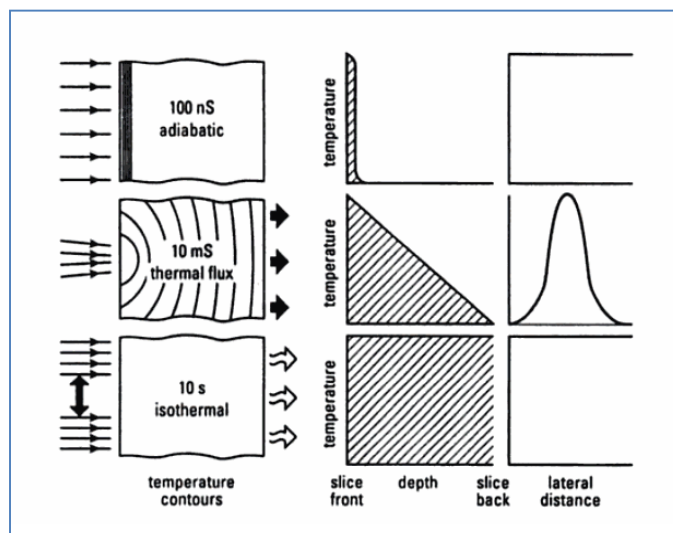 100 nS
adiabatic
temperature
10 mS
thermal flux
temperature
10 s
isothermal
temperature
temperature
contours
slice
front
depth
slice
back
lateral
distance